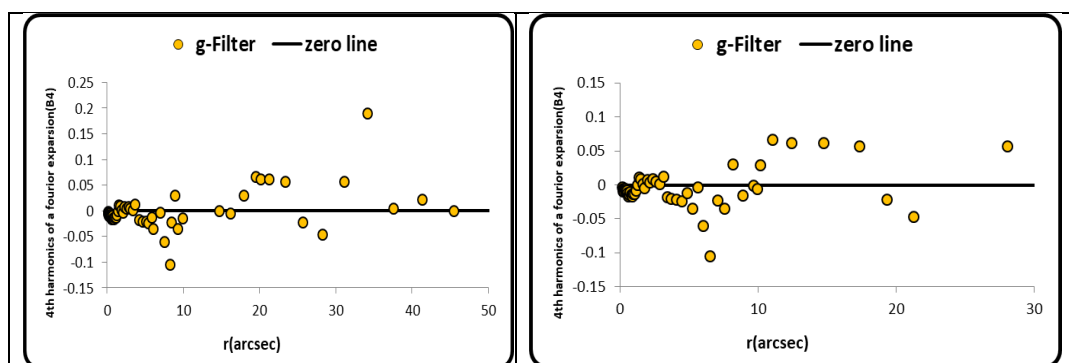 g-Filter zero line
4th harmonics of a fourior exparsion(B4)
0.25
0.2
0.15
0.1
0.05
0
-0.05
-0.1
-0.15
0 10 20 30 40 50
r(arcsec)
g-Filter zero line
4th harmonics of a fourior exparsion(B4)
0.15
0.1
0.05
0
-0.05
-0.1
-0.15
0 10 20 30
r(arcsec)